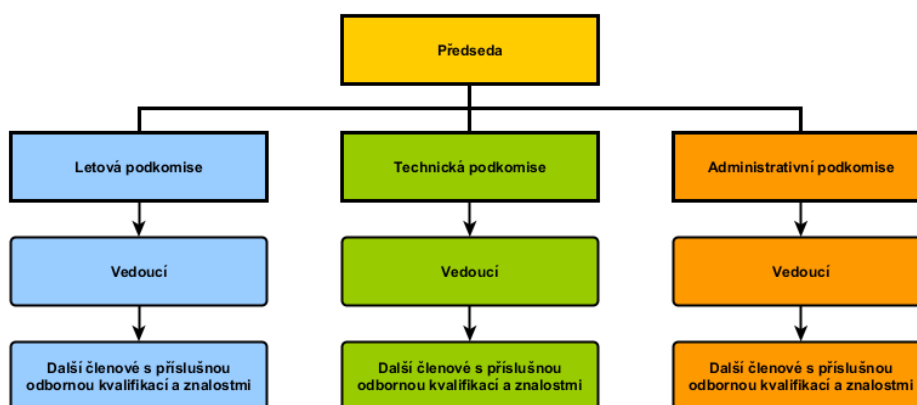 Předseda
Letová podkomise
Technická podkomise
Administrativní podkomise
Vedoucí
Vedoucí
Vedoucí
Další členové s příslušnou
odbornou kvalifikací a znalostmi
Další členové s příslušnou
odbornou kvalifikací a znalostmi
Další členové s příslušnou
odbornou kvalifikací a znalostmi